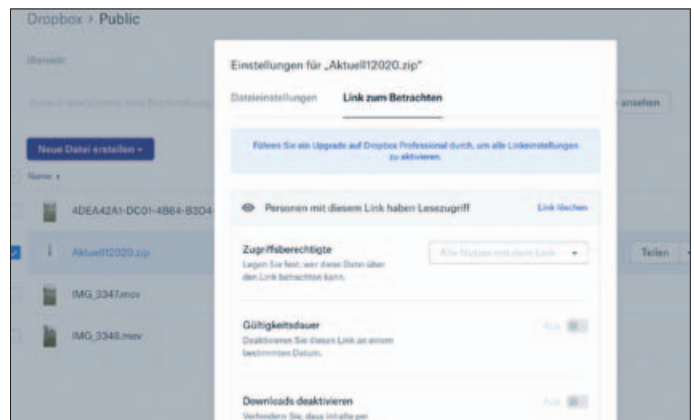 Dropbox › Public
Übersicht
Einstellungen für „Aktuell12020.zip"
Dateieinstellungen Link zum Betrachten
ansehen
Führen Sie ein Upgrade auf Dropbox Professional durch, um alle Linkeinstellungen
zu aktivieren.
Neue Datei erstellen
Name
Personen mit diesem Link haben Lesezugriff Link löschen
4DEA42A1-DC01-4B64-B3D4-
Zugriffsberechtigte
Alle Nutzer mit dem Link
Legen Sie fest, wer diese Datei über
den Link betrachten kann.
Aktuell12020.zip
Teilen
IMG_3347.mov
Gültigkeitsdauer
Aus
Deaktivieren Sie diesen Link an einem
bestimmten Datum.
IMG_3348.mov
Downloads deaktivieren
Aus
Verhindern Sie, dass Inhalte per